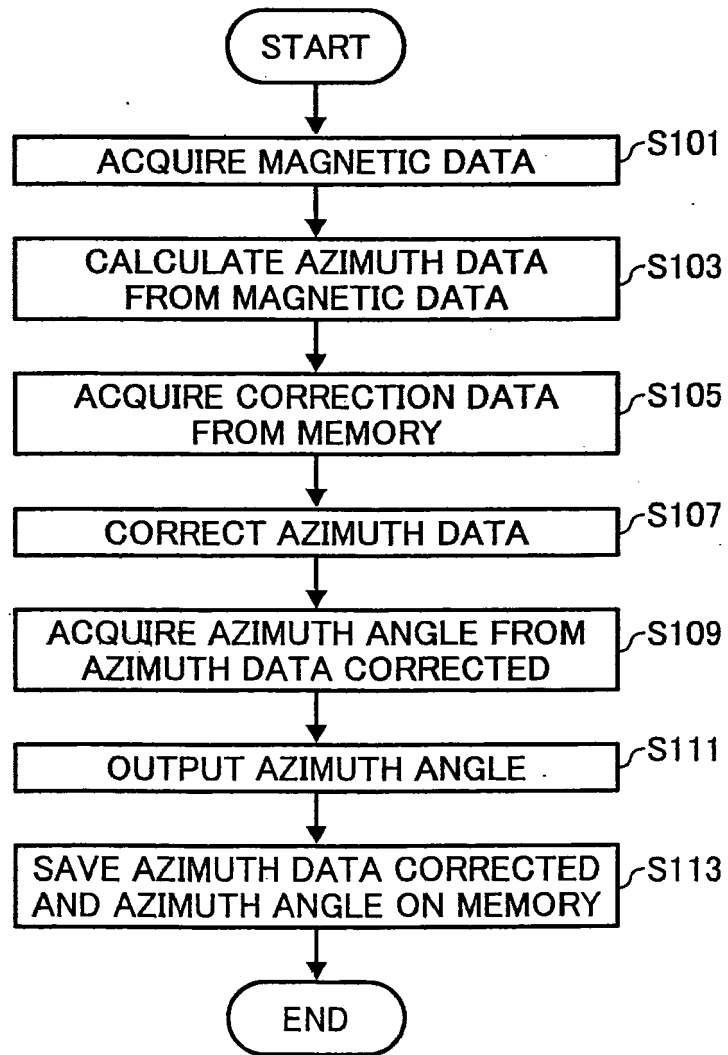 START
ACQUIRE MAGNETIC DATA
S101
CALCULATE AZIMUTH DATA
FROM MAGNETIC DATA
S103
ACQUIRE CORRECTION DATA
FROM MEMORY
S105
CORRECT AZIMUTH DATA
S107
ACQUIRE AZIMUTH ANGLE FROM
AZIMUTH DATA CORRECTED
S109
OUTPUT AZIMUTH ANGLE
S111
SAVE AZIMUTH DATA CORRECTED
AND AZIMUTH ANGLE ON MEMORY
S113
END